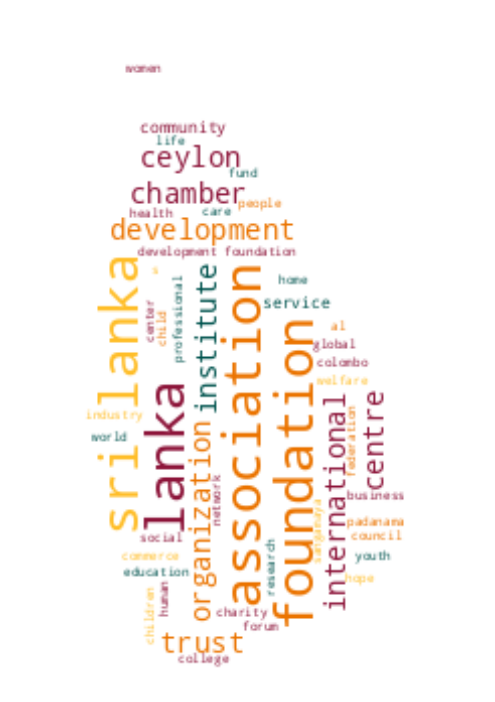 women
community
life
ceylon
fund
chamber
people
health
care
development
development foundation
sri lanka
institute
association
professional
home
center
child
service
foundation
al
global
colombo
welfare
lanka
centre
international
industry
federation
world
organization
network
business
sangamaya
padanama
social
council
research
commerce
youth
education
hope
human
children
charity
forum
trust
college